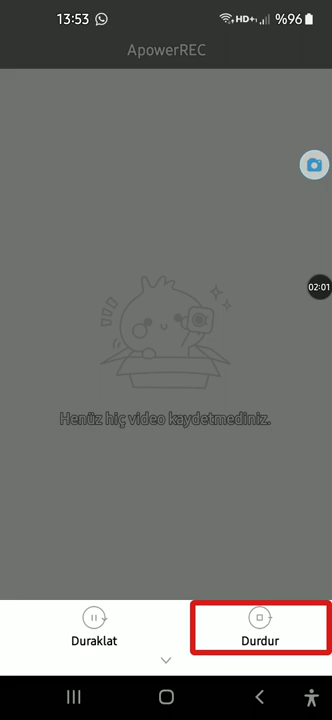 13:53 HD+ %96
ApowerREC
02:01
Henüz hiç video kaydetmediniz.
Duraklat Durdur